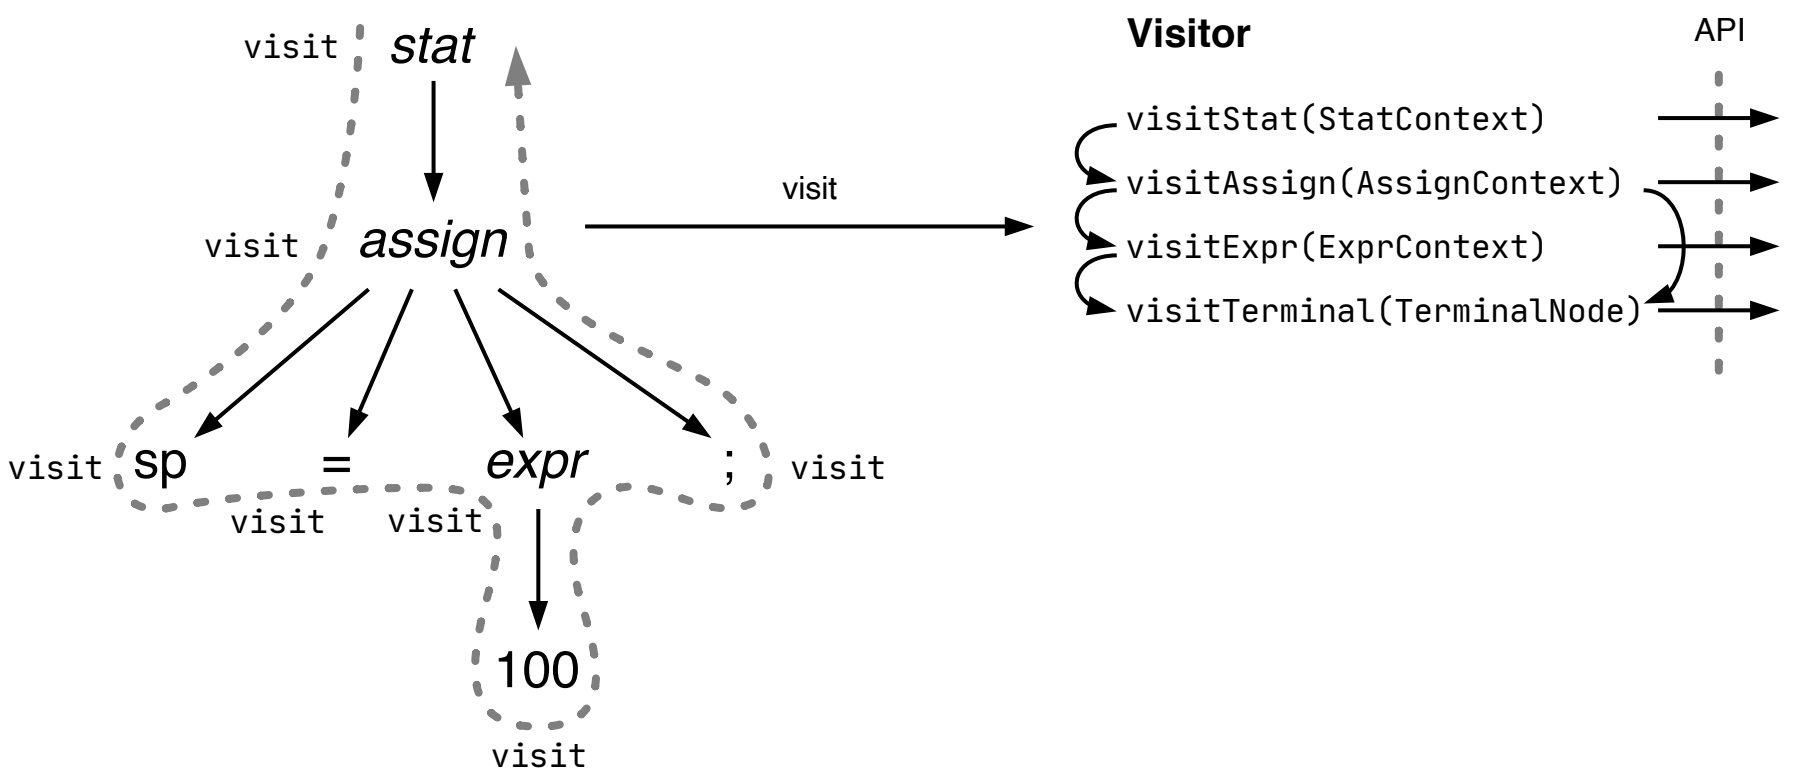 visit stat
visit assign
visit sp = expr ; visit
visit visit
100
visit
visit
Visitor
API
visitStat(StatContext)
visitAssign(AssignContext)
visitExpr(ExprContext)
visitTerminal(TerminalNode)